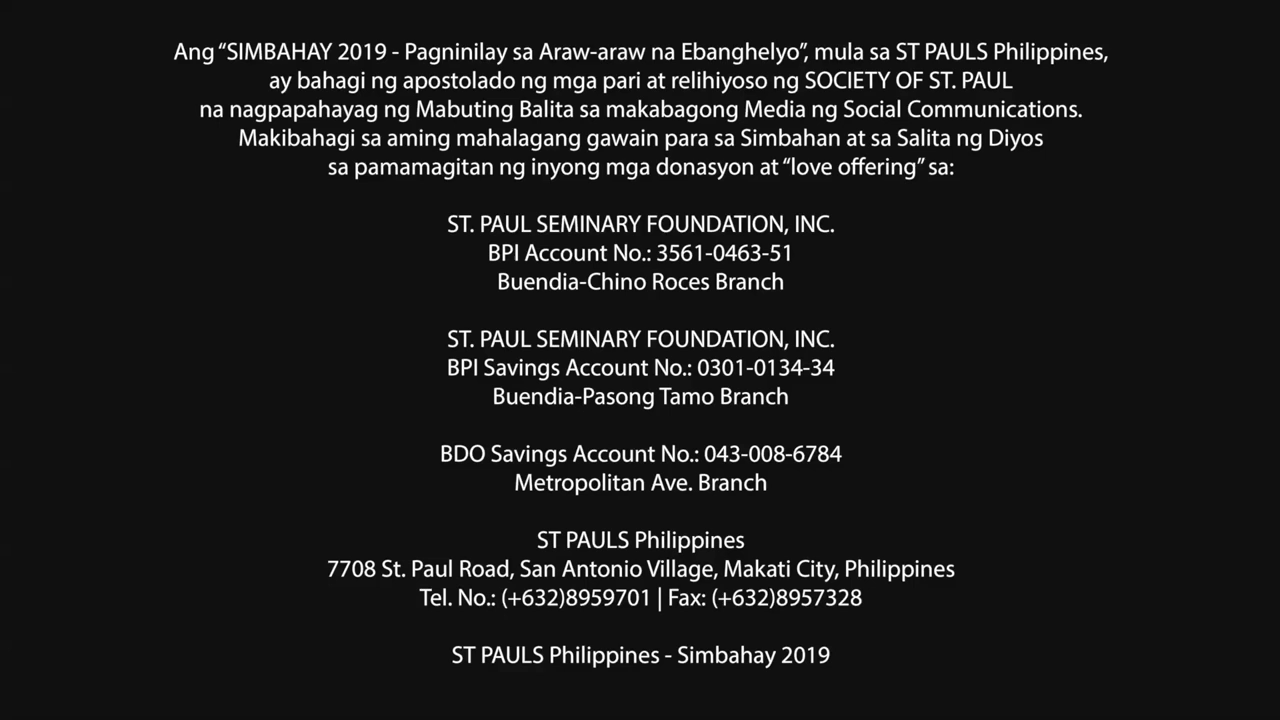 Ang “SIMBAHAY 2019 - Pagninilay sa Araw-araw na Ebanghelyo”, mula sa ST PAULS Philippines,
ay bahagi ng apostolado ng mga pari at relihiyoso ng SOCIETY OF ST. PAUL
na nagpapahayag ng Mabuting Balita sa makabagong Media ng Social Communications.
Makibahagi sa aming mahalagang gawain para sa Simbahan at sa Salita ng Diyos
sa pamamagitan ng inyong mga donasyon at “love offering” sa:
ST. PAUL SEMINARY FOUNDATION, INC.
BPI Account No.: 3561-0463-51
Buendia-Chino Roces Branch
ST. PAUL SEMINARY FOUNDATION, INC.
BPI Savings Account No.: 0301-0134-34
Buendia-Pasong Tamo Branch
BDO Savings Account No.: 043-008-6784
Metropolitan Ave. Branch
ST PAULS Philippines
7708 St. Paul Road, San Antonio Village, Makati City, Philippines
Tel. No.: (+632)8959701 | Fax: (+632)8957328
ST PAULS Philippines - Simbahay 2019